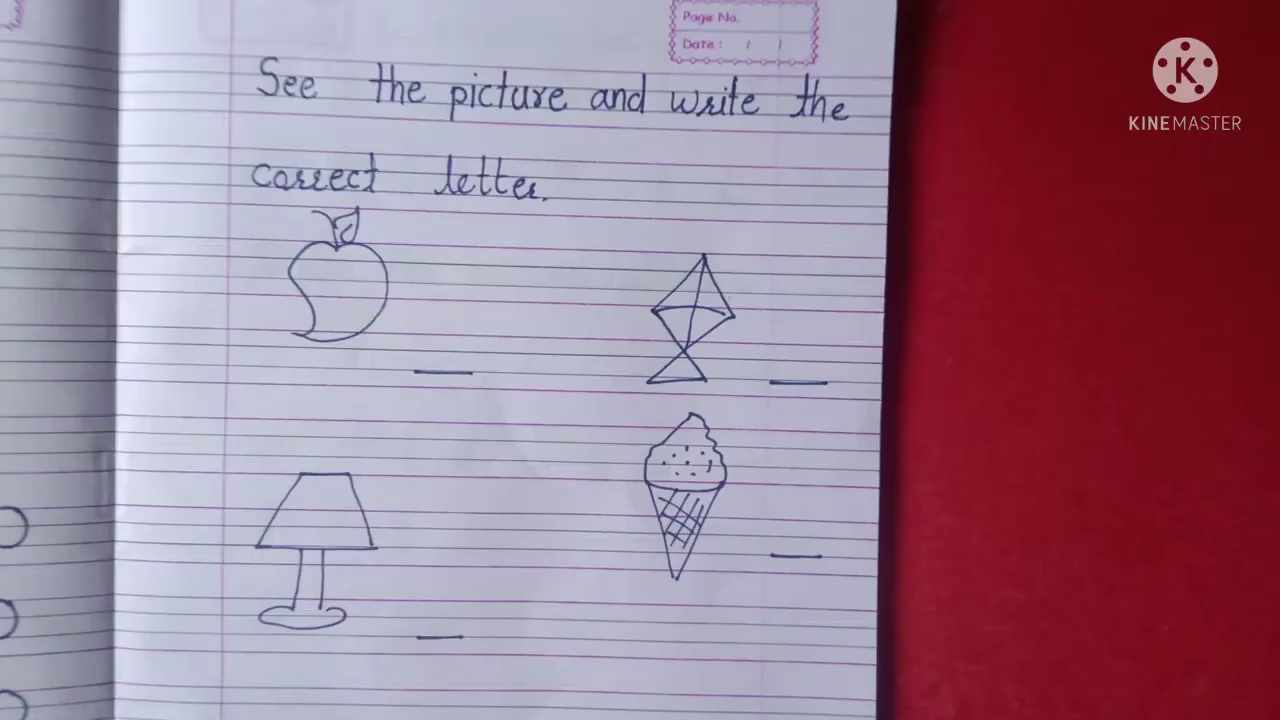 Page No.
Date : / /
See the picture and write the
correct letter.
K
KINEMASTER